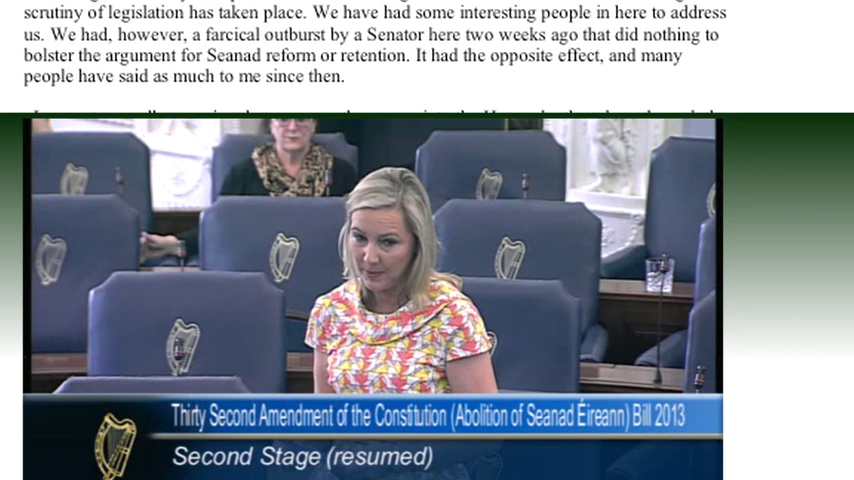 scrutiny of legislation has taken place. We have had some interesting people in here to address
us. We had, however, a farcical outburst by a Senator here two weeks ago that did nothing to
bolster the argument for Seanad reform or retention. It had the opposite effect, and many
people have said as much to me since then.
Thirty Second Amendment of the Constitution (Abolition of Seanad Éireann) Bill 2013
Second Stage (resumed)